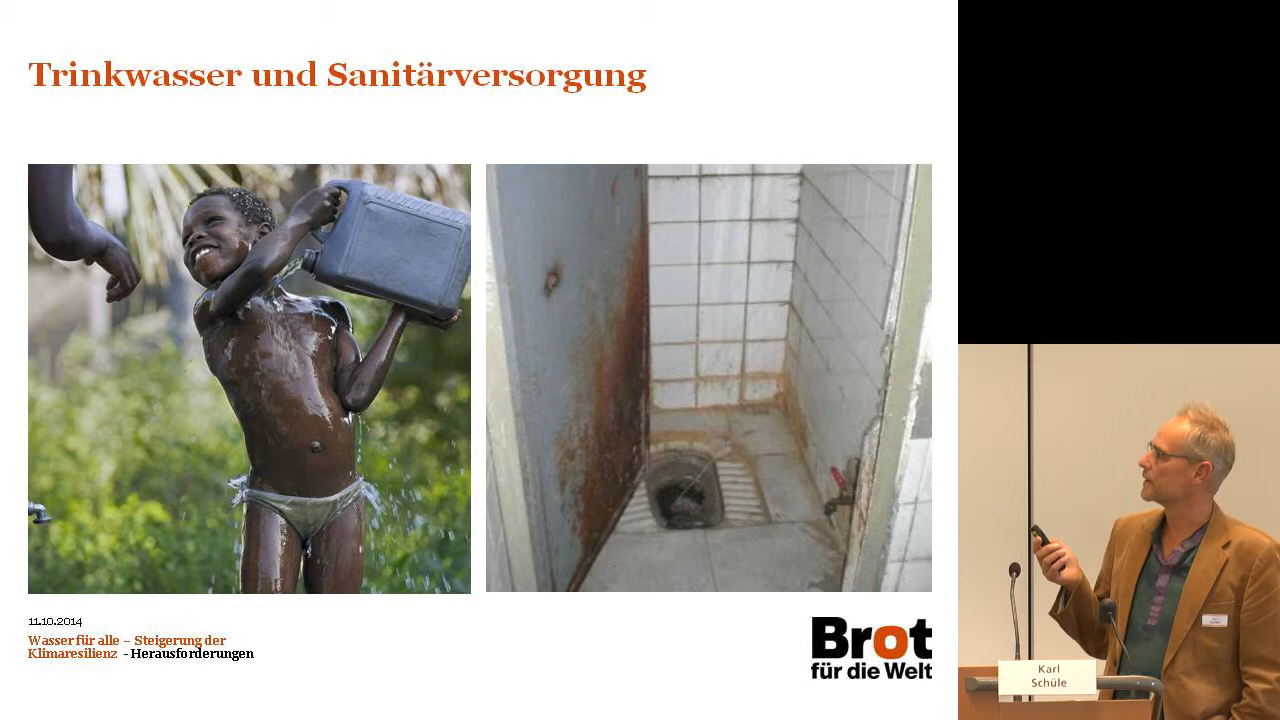 Trinkwasser und Sanitärversorgung
11.10.2014
Wasser für alle – Steigerung der
Klimaresilienz - Herausforderungen
Brot
für die Welt
Karl
Schüle